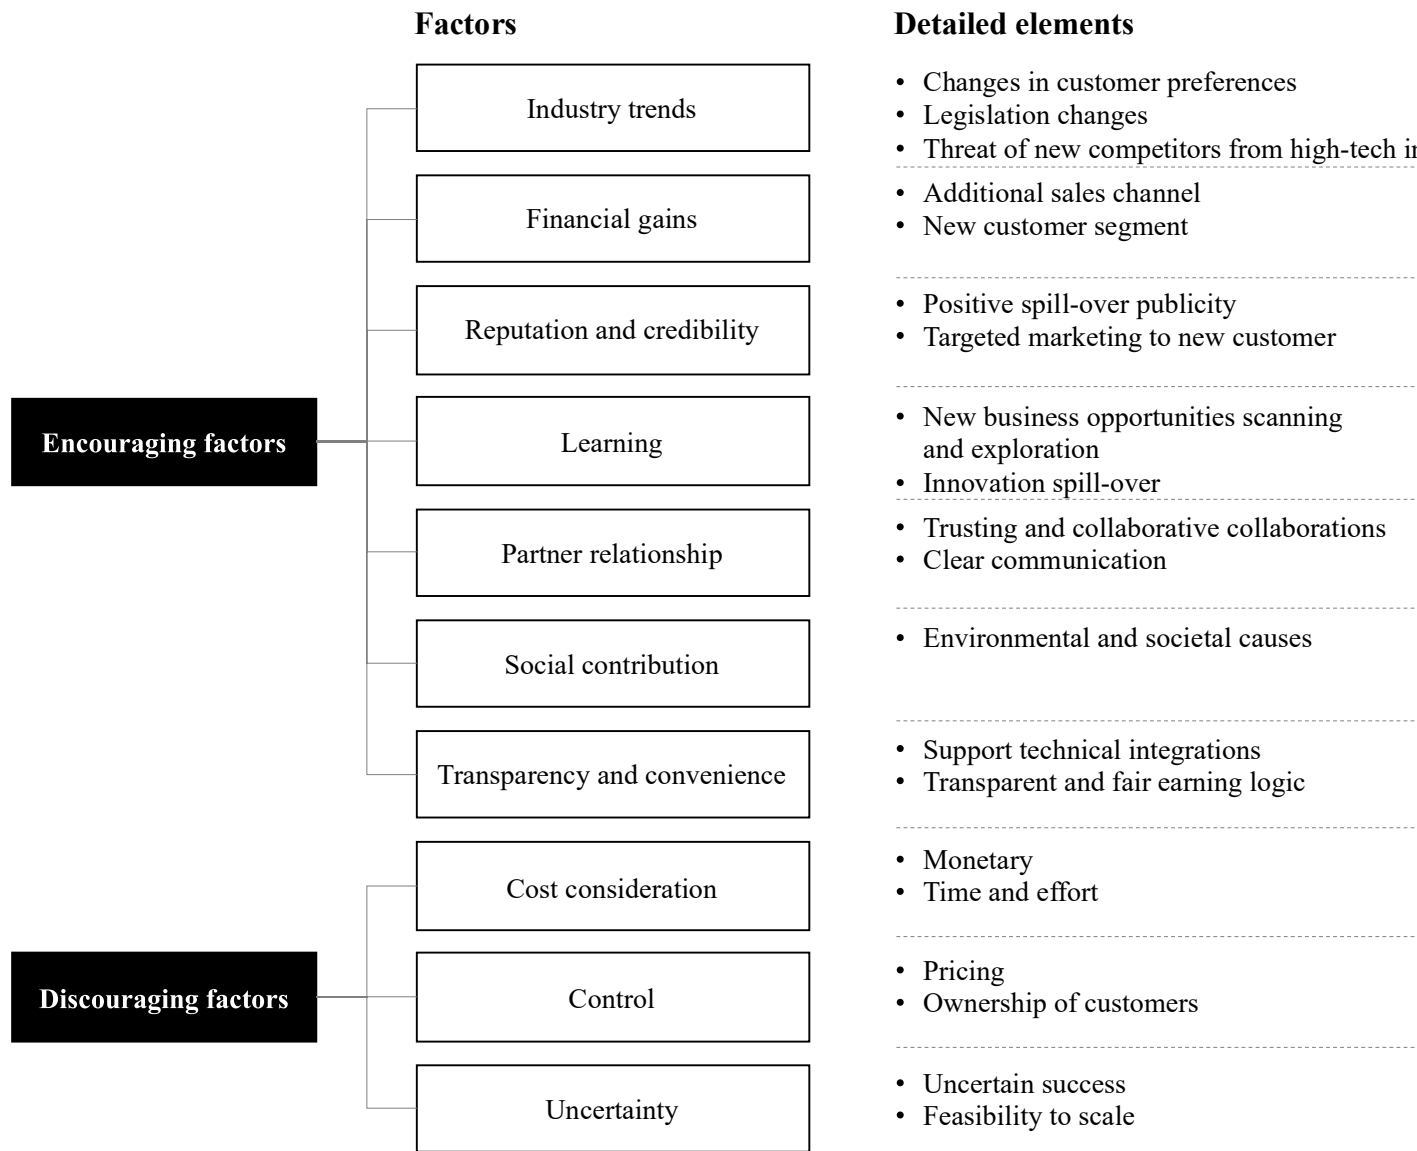 Factors
Detailed elements
Industry trends
• Changes in customer preferences
• Legislation changes
• Threat of new competitors from high-tech
Financial gains
• Additional sales channel
• New customer segment
Reputation and credibility
• Positive spill-over publicity
• Targeted marketing to new customer
Encouraging factors
Learning
• New business opportunities scanning
and exploration
• Innovation spill-over
Partner relationship
• Trusting and collaborative collaborations
• Clear communication
Social contribution
• Environmental and societal causes
Transparency and convenience
• Support technical integrations
• Transparent and fair earning logic
Cost consideration
• Monetary
• Time and effort
Discouraging factors
Control
• Pricing
• Ownership of customers
Uncertainty
• Uncertain success
• Feasibility to scale